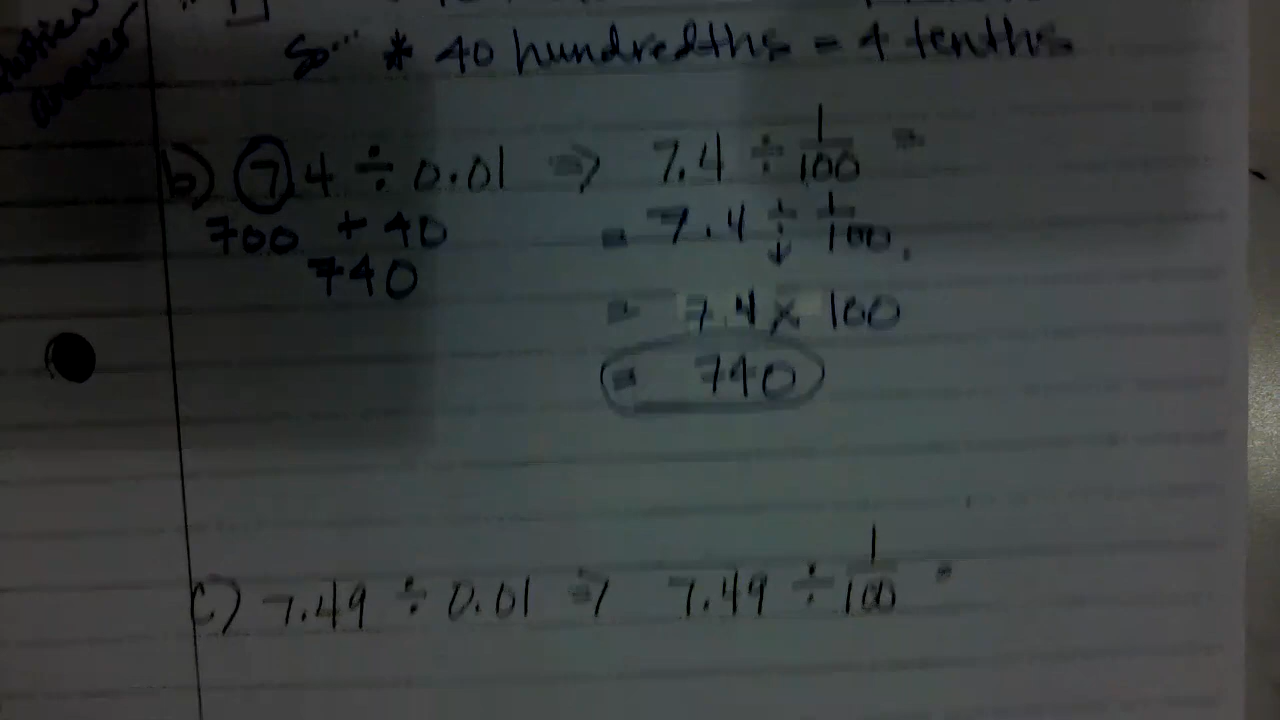 So... * 40 hundredths = 4 tenths
answer
b) 7.4 ÷ 0.01 => 7.4 ÷ 1/100 =
700 + 40
740
= 7.4 ÷ 1/100
= 7.4 x 100
= 740
c) 7.49 ÷ 0.01 => 7.49 ÷ 1/100 =